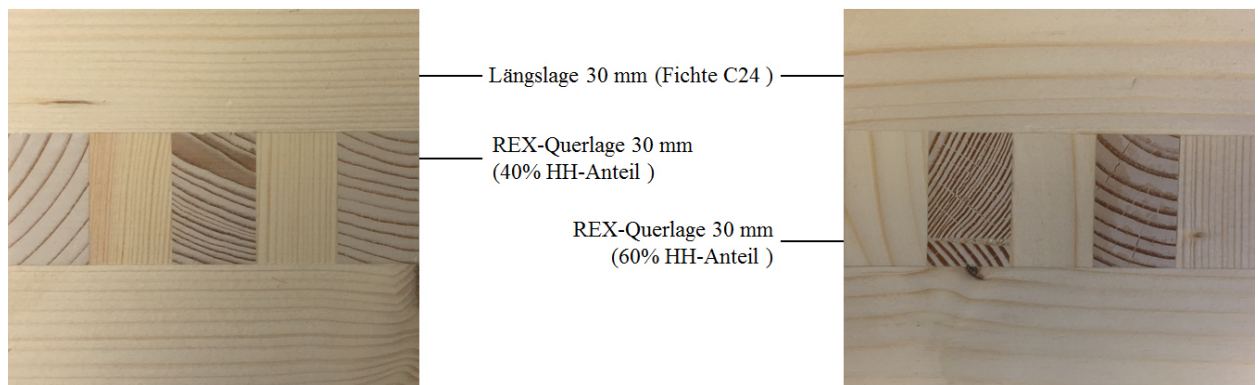 Längslage 30 mm (Fichte C24 )
REX-Querlage 30 mm
(40% HH-Anteil )
REX-Querlage 30 mm
(60% HH-Anteil )